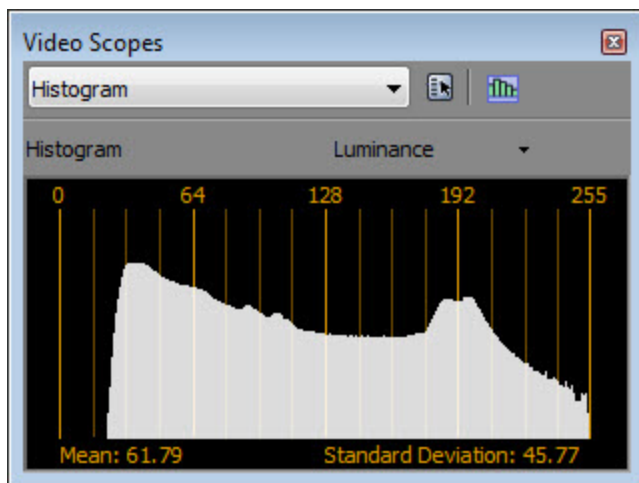 Video Scopes
Histogram
Histogram Luminance
0 64 128 192 255
Mean: 61.79 Standard Deviation: 45.77